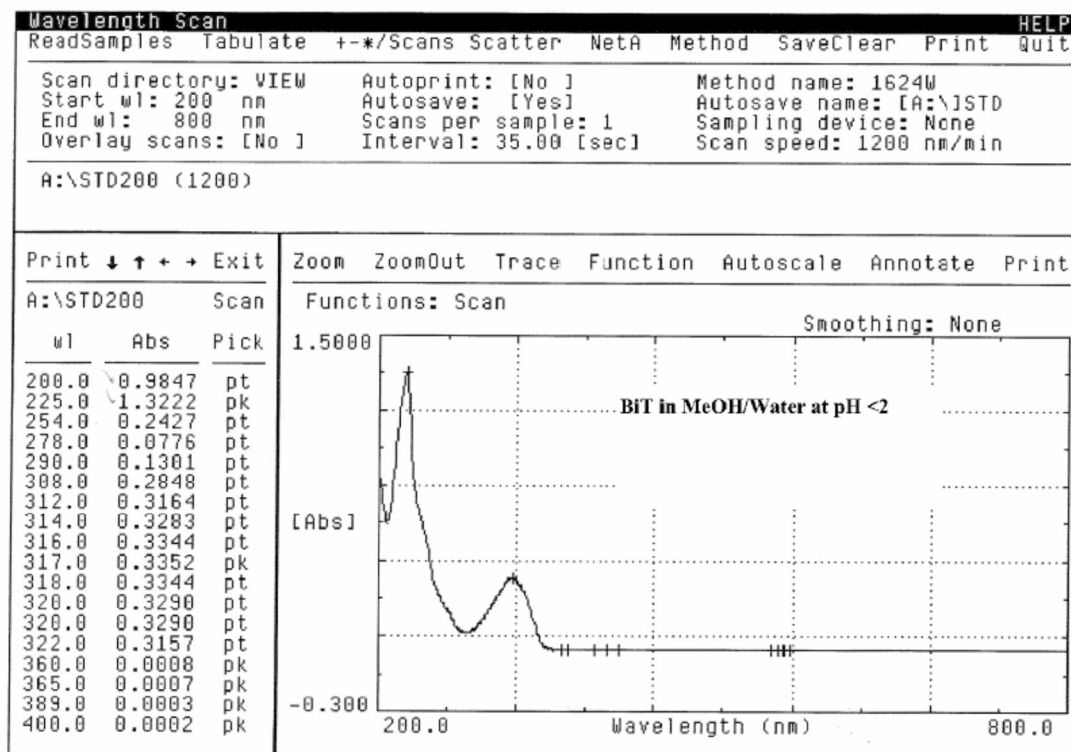 Wavelength Scan HELP
ReadSamples Tabulate +-*/Scans Scatter NetA Method SaveClear Print Quit
Scan directory: VIEW Autoprint: [No ] Method name: 1624W
Start wl: 200 nm Autosave: [Yes] Autosave name: [A:\]STD
End wl: 800 nm Scans per sample: 1 Sampling device: None
Overlay scans: [No ] Interval: 35.00 [sec] Scan speed: 1200 nm/min
A:\STD200 (1200)
Print ↓ ↑ ← → Exit
A:\STD200 Scan
wl Abs Pick
200.0 0.9847 pt
225.0 1.3222 pk
254.0 0.2427 pt
278.0 0.0776 pt
290.0 0.1301 pt
308.0 0.2848 pt
312.0 0.3164 pt
314.0 0.3283 pt
316.0 0.3344 pt
317.0 0.3352 pk
318.0 0.3344 pt
320.0 0.3290 pt
320.0 0.3290 pt
322.0 0.3157 pt
360.0 0.0008 pk
365.0 0.0007 pk
389.0 0.0003 pk
400.0 0.0002 pk
Zoom ZoomOut Trace Function Autoscale Annotate Print
Functions: Scan
Smoothing: None
1.5000
BiT in MeOH/Water at pH <2
[Abs]
-0.300
200.0 Wavelength (nm) 800.0